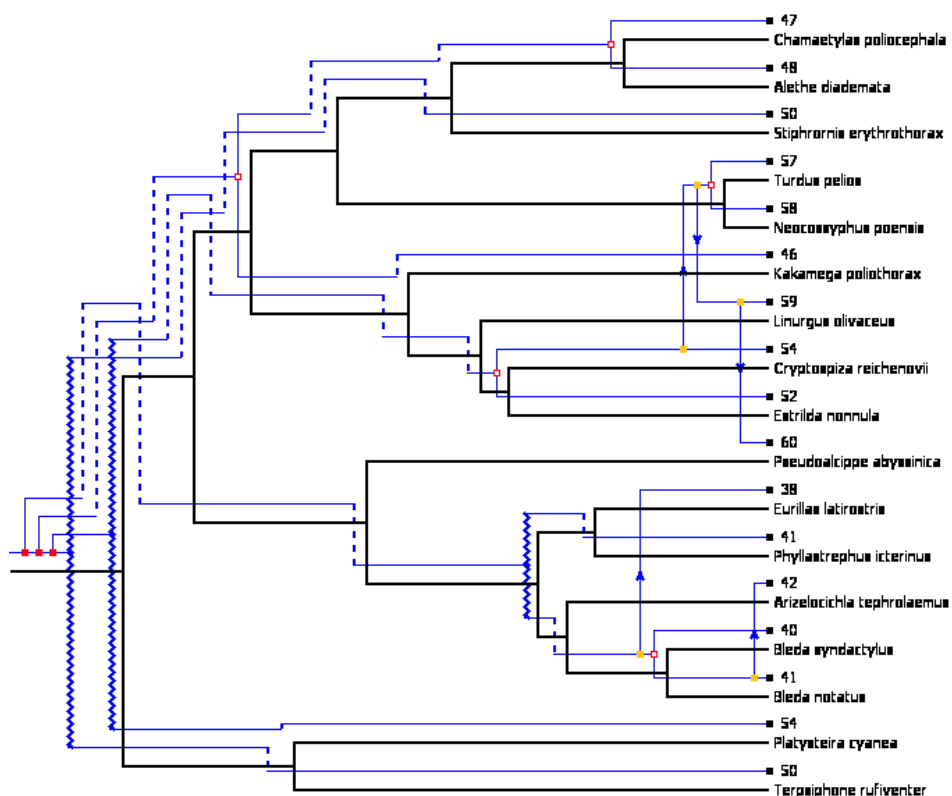 47
Chamaetylas poliocephala
48
Alethe diademata
50
Stiphrornis erythrothorax
57
Turdus pelios
58
Neocossyphus poensis
46
Kakamega poliothorax
59
Linurgus olivaceus
54
Cryptospiza reichenovii
52
Estrilda nonnula
60
Pseudoalcippe abyssinica
38
Eurillas latirostris
41
Phyllastrephus icterinus
42
Arizelocichla tephrolaemus
40
Bleda syndactylus
41
Bleda notatus
54
Platysteira cyanea
50
Terpsiphone rufiventer